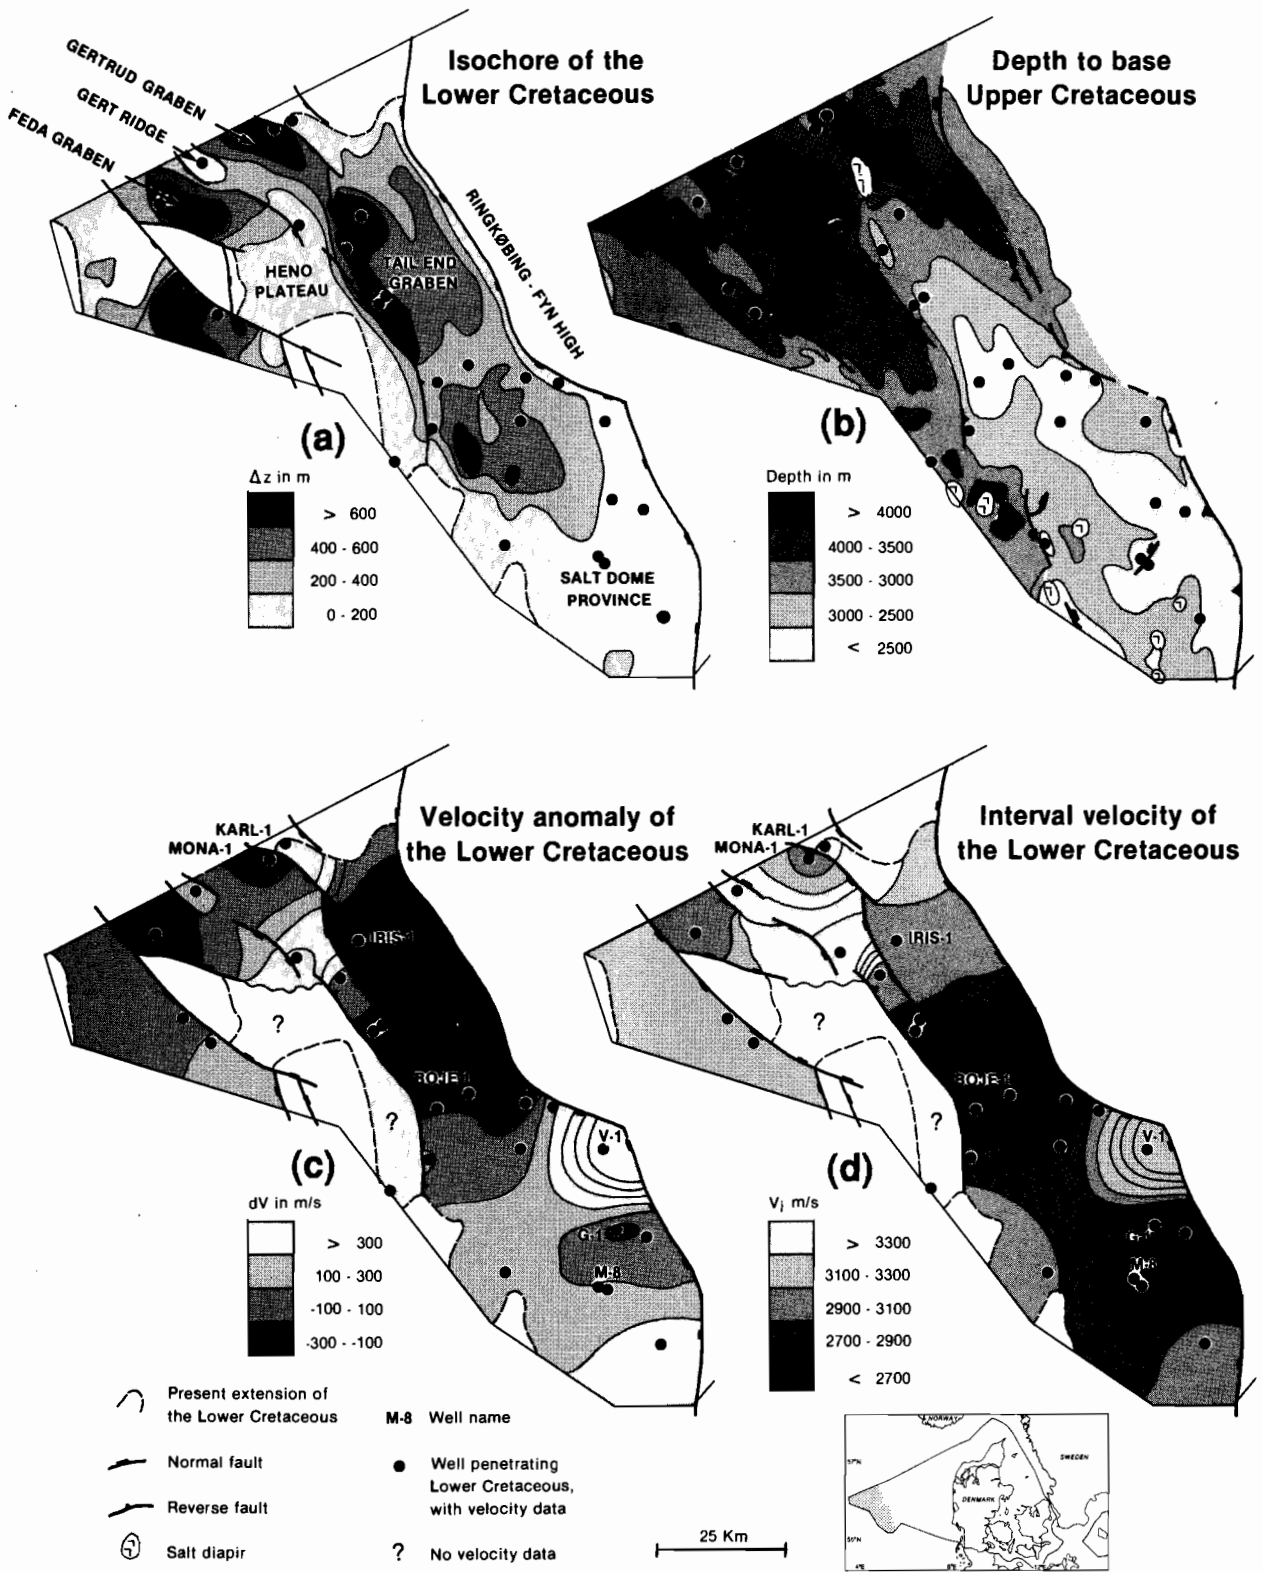 Isochore of the
Lower Cretaceous
GERTRUD GRABEN
GERT RIDGE
FEDA GRABEN
HENO
PLATEAU
TAIL END
GRABEN
RINGKØBING - FYN HIGH
SALT DOME
PROVINCE
(a)
Δz in m
> 600
400 - 600
200 - 400
0 - 200
Depth to base
Upper Cretaceous
(b)
Depth in m
> 4000
4000 - 3500
3500 - 3000
3000 - 2500
< 2500
Velocity anomaly of
the Lower Cretaceous
KARL-1
MONA-1
IRIS-1
?
BOJE-1
?
V-1
G-1
M-8
(c)
dV in m/s
> 300
100 - 300
-100 - 100
-300 - -100
Interval velocity of
the Lower Cretaceous
KARL-1
MONA-1
IRIS-1
?
BOJE-1
?
V-1
G-1
M-8
(d)
Vi m/s
> 3300
3100 - 3300
2900 - 3100
2700 - 2900
< 2700
Present extension of
the Lower Cretaceous
Normal fault
Reverse fault
Salt diapir
M-8 Well name
Well penetrating
Lower Cretaceous,
with velocity data
? No velocity data
25 Km
NORWAY
SWEDEN
DENMARK
57°N
4°E